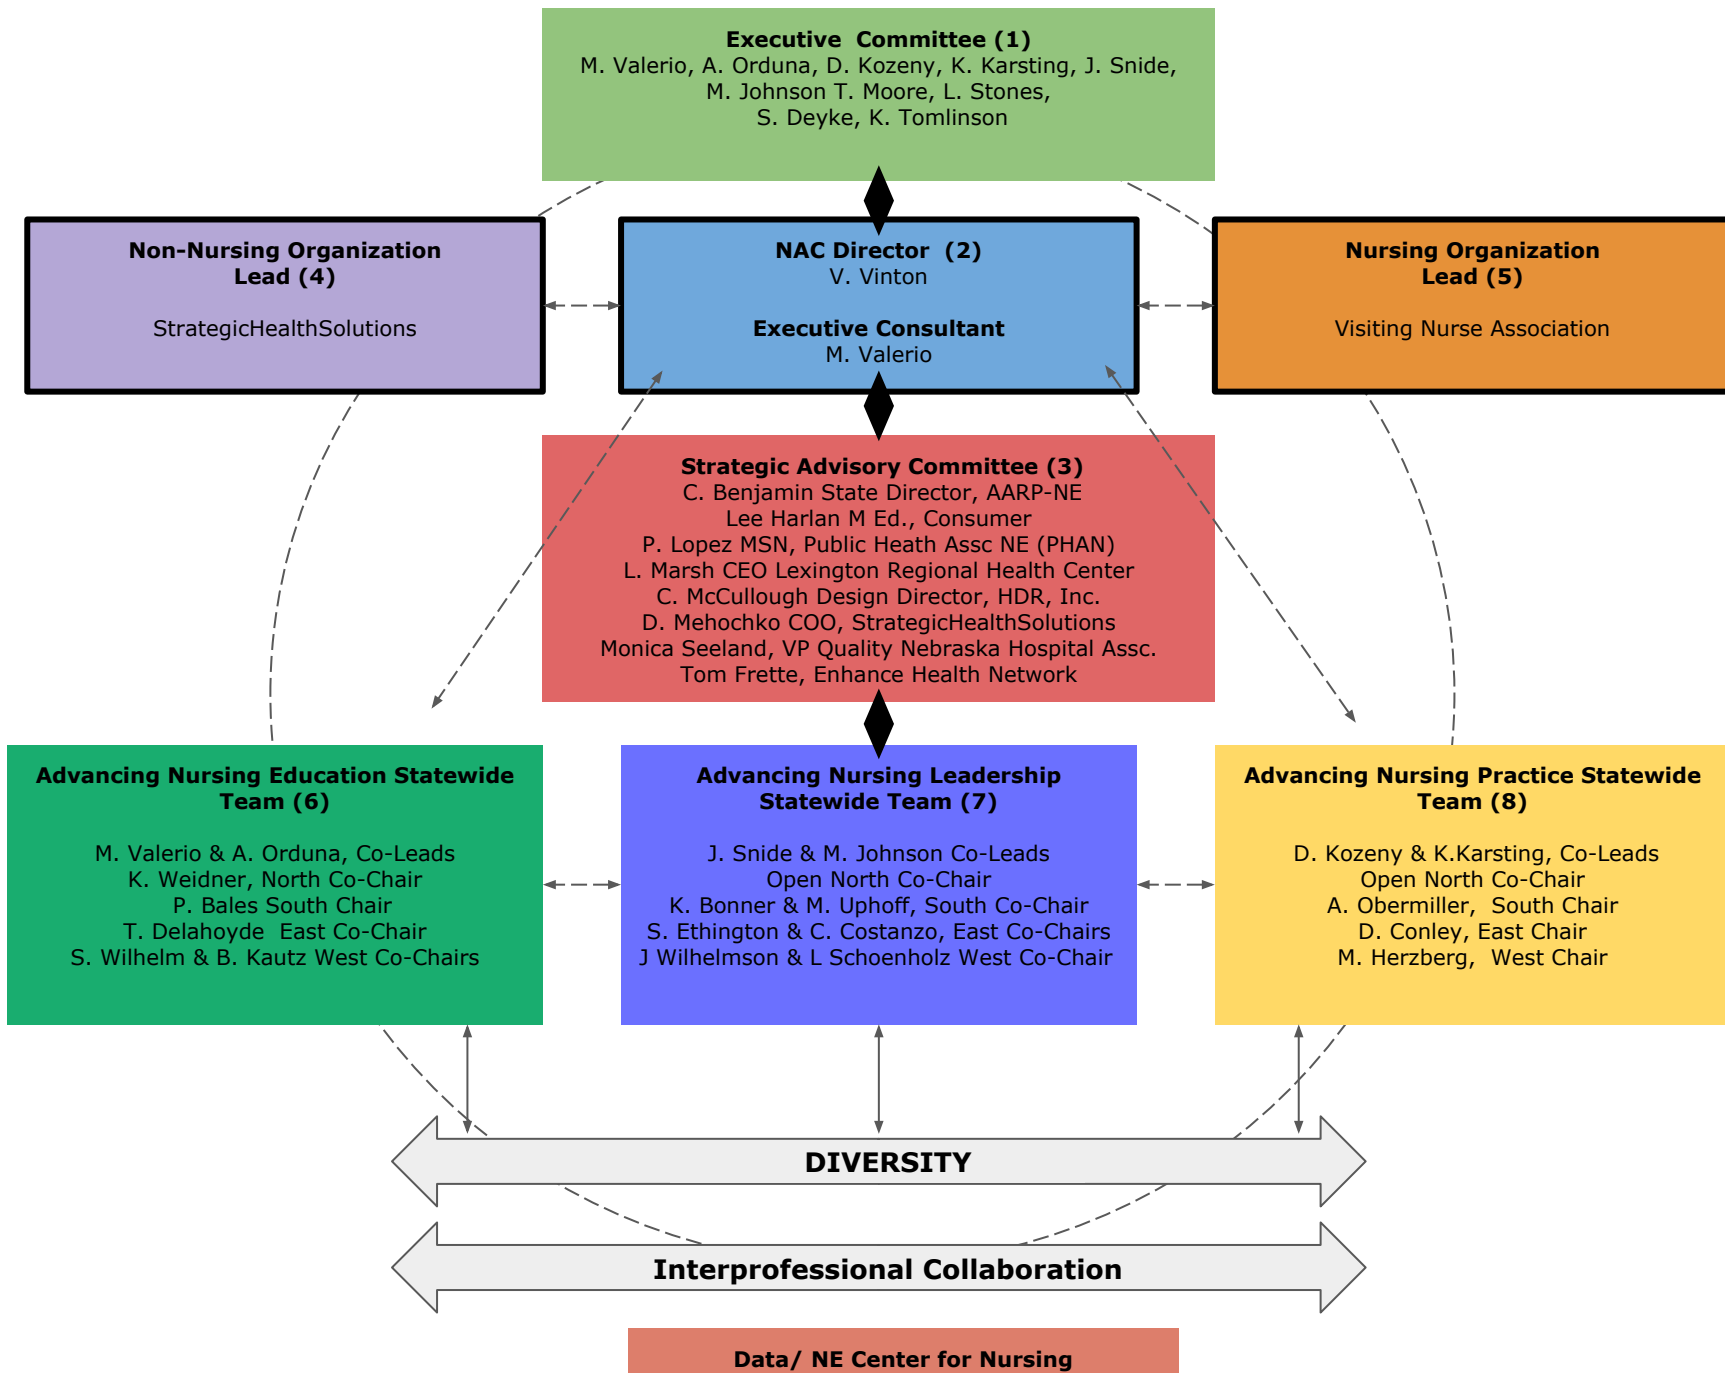 Executive  Committee (1)
M. Valerio, A. Orduna, D. Kozeny, K. Karsting, J. Snide,
M. Johnson T. Moore, L. Stones,
S. Deyke, K. Tomlinson
Non-Nursing Organization
Lead (4)
StrategicHealthSolutions
NAC Director  (2)
V. Vinton
Executive Consultant
M. Valerio
Nursing Organization
Lead (5)
Visiting Nurse Association
Strategic Advisory Committee (3)
C. Benjamin State Director, AARP-NE
Lee Harlan M Ed., Consumer
P. Lopez MSN, Public Heath Assc NE (PHAN)
L. Marsh CEO Lexington Regional Health Center
C. McCullough Design Director, HDR, Inc.
D. Mehochko COO, StrategicHealthSolutions
Monica Seeland, VP Quality Nebraska Hospital Assc.
Tom Frette, Enhance Health Network
Advancing Nursing Education Statewide
Team (6)
M. Valerio & A. Orduna, Co-Leads
K. Weidner, North Co-Chair
P. Bales South Chair
T. Delahoyde  East Co-Chair
S. Wilhelm & B. Kautz West Co-Chairs
Advancing Nursing Leadership
Statewide Team (7)
J. Snide & M. Johnson Co-Leads
Open North Co-Chair
K. Bonner & M. Uphoff, South Co-Chair
S. Ethington & C. Costanzo, East Co-Chairs
J Wilhelmson & L Schoenholz West Co-Chair
Advancing Nursing Practice Statewide
Team (8)
D. Kozeny & K.Karsting, Co-Leads
Open North Co-Chair
A. Obermiller,  South Chair
D. Conley, East Chair
M. Herzberg,  West Chair
DIVERSITY
Interprofessional Collaboration
Data/ NE Center for Nursing